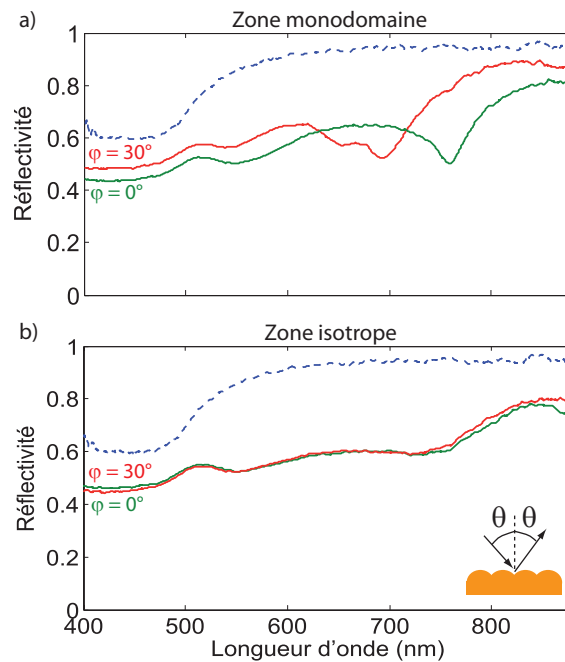 a) Zone monodomaine
1
0.8
0.6
0.4
0.2
0
Réflectivité
φ = 30°
φ = 0°
b) Zone isotrope
1
0.8
0.6
0.4
0.2
0
Réflectivité
φ = 30°
φ = 0°
θ θ
400 500 600 700 800
Longueur d'onde (nm)